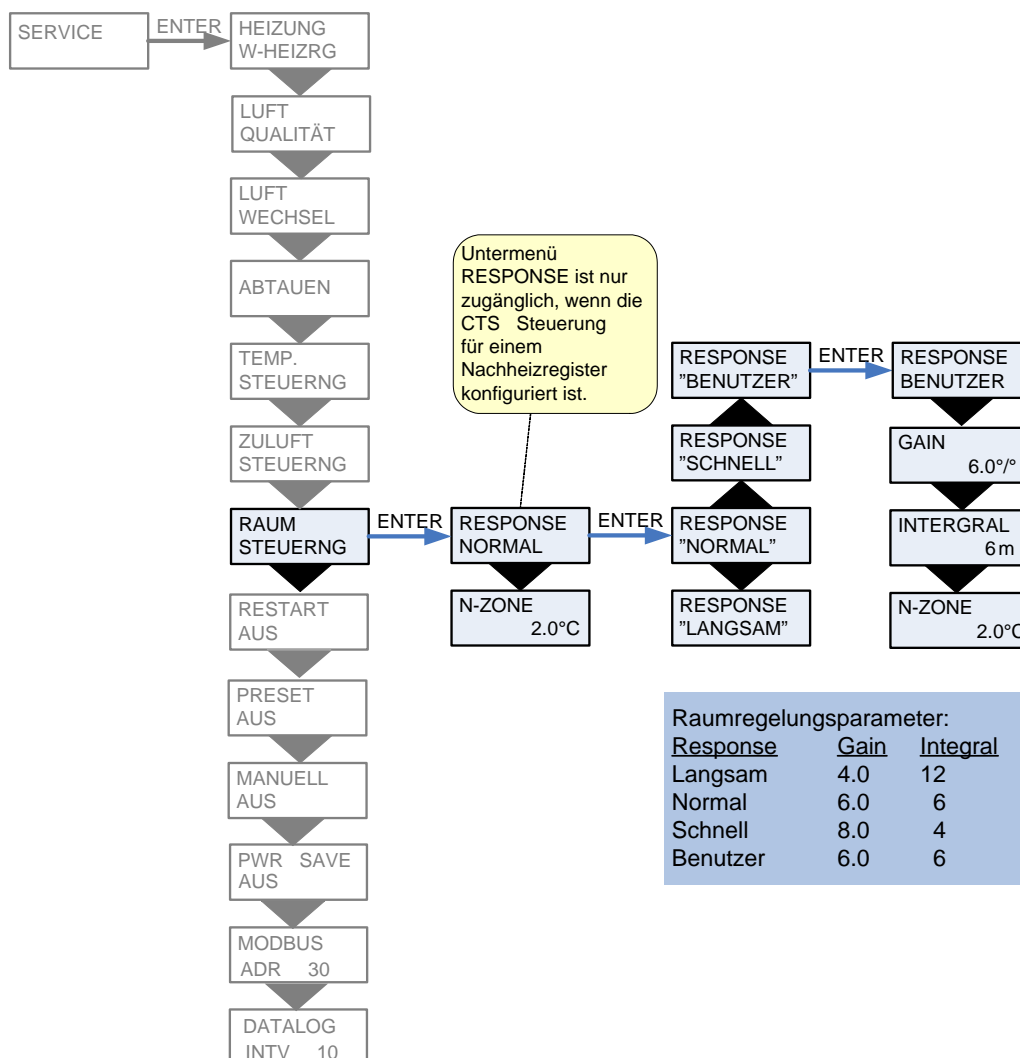 SERVICE
ENTER
HEIZUNG
W-HEIZRG
LUFT
QUALITÄT
LUFT
WECHSEL
ABTAUEN
TEMP.
STEUERNG
ZULUFT
STEUERNG
RAUM
STEUERNG
ENTER
RESPONSE
NORMAL
N-ZONE
2.0°C
Untermenü
RESPONSE ist nur
zugänglich, wenn die
CTS Steuerung
für einem
Nachheizregister
konfiguriert ist.
ENTER
RESPONSE
"BENUTZER"
RESPONSE
"SCHNELL"
RESPONSE
"NORMAL"
RESPONSE
"LANGSAM"
ENTER
RESPONSE
BENUTZER
GAIN
6.0°/°
INTERGRAL
6m
N-ZONE
2.0°C
RESTART
AUS
PRESET
AUS
MANUELL
AUS
PWR SAVE
AUS
MODBUS
ADR 30
DATALOG
INTV 10
Raumregelungsparameter:
Response Gain Integral
Langsam 4.0 12
Normal 6.0 6
Schnell 8.0 4
Benutzer 6.0 6